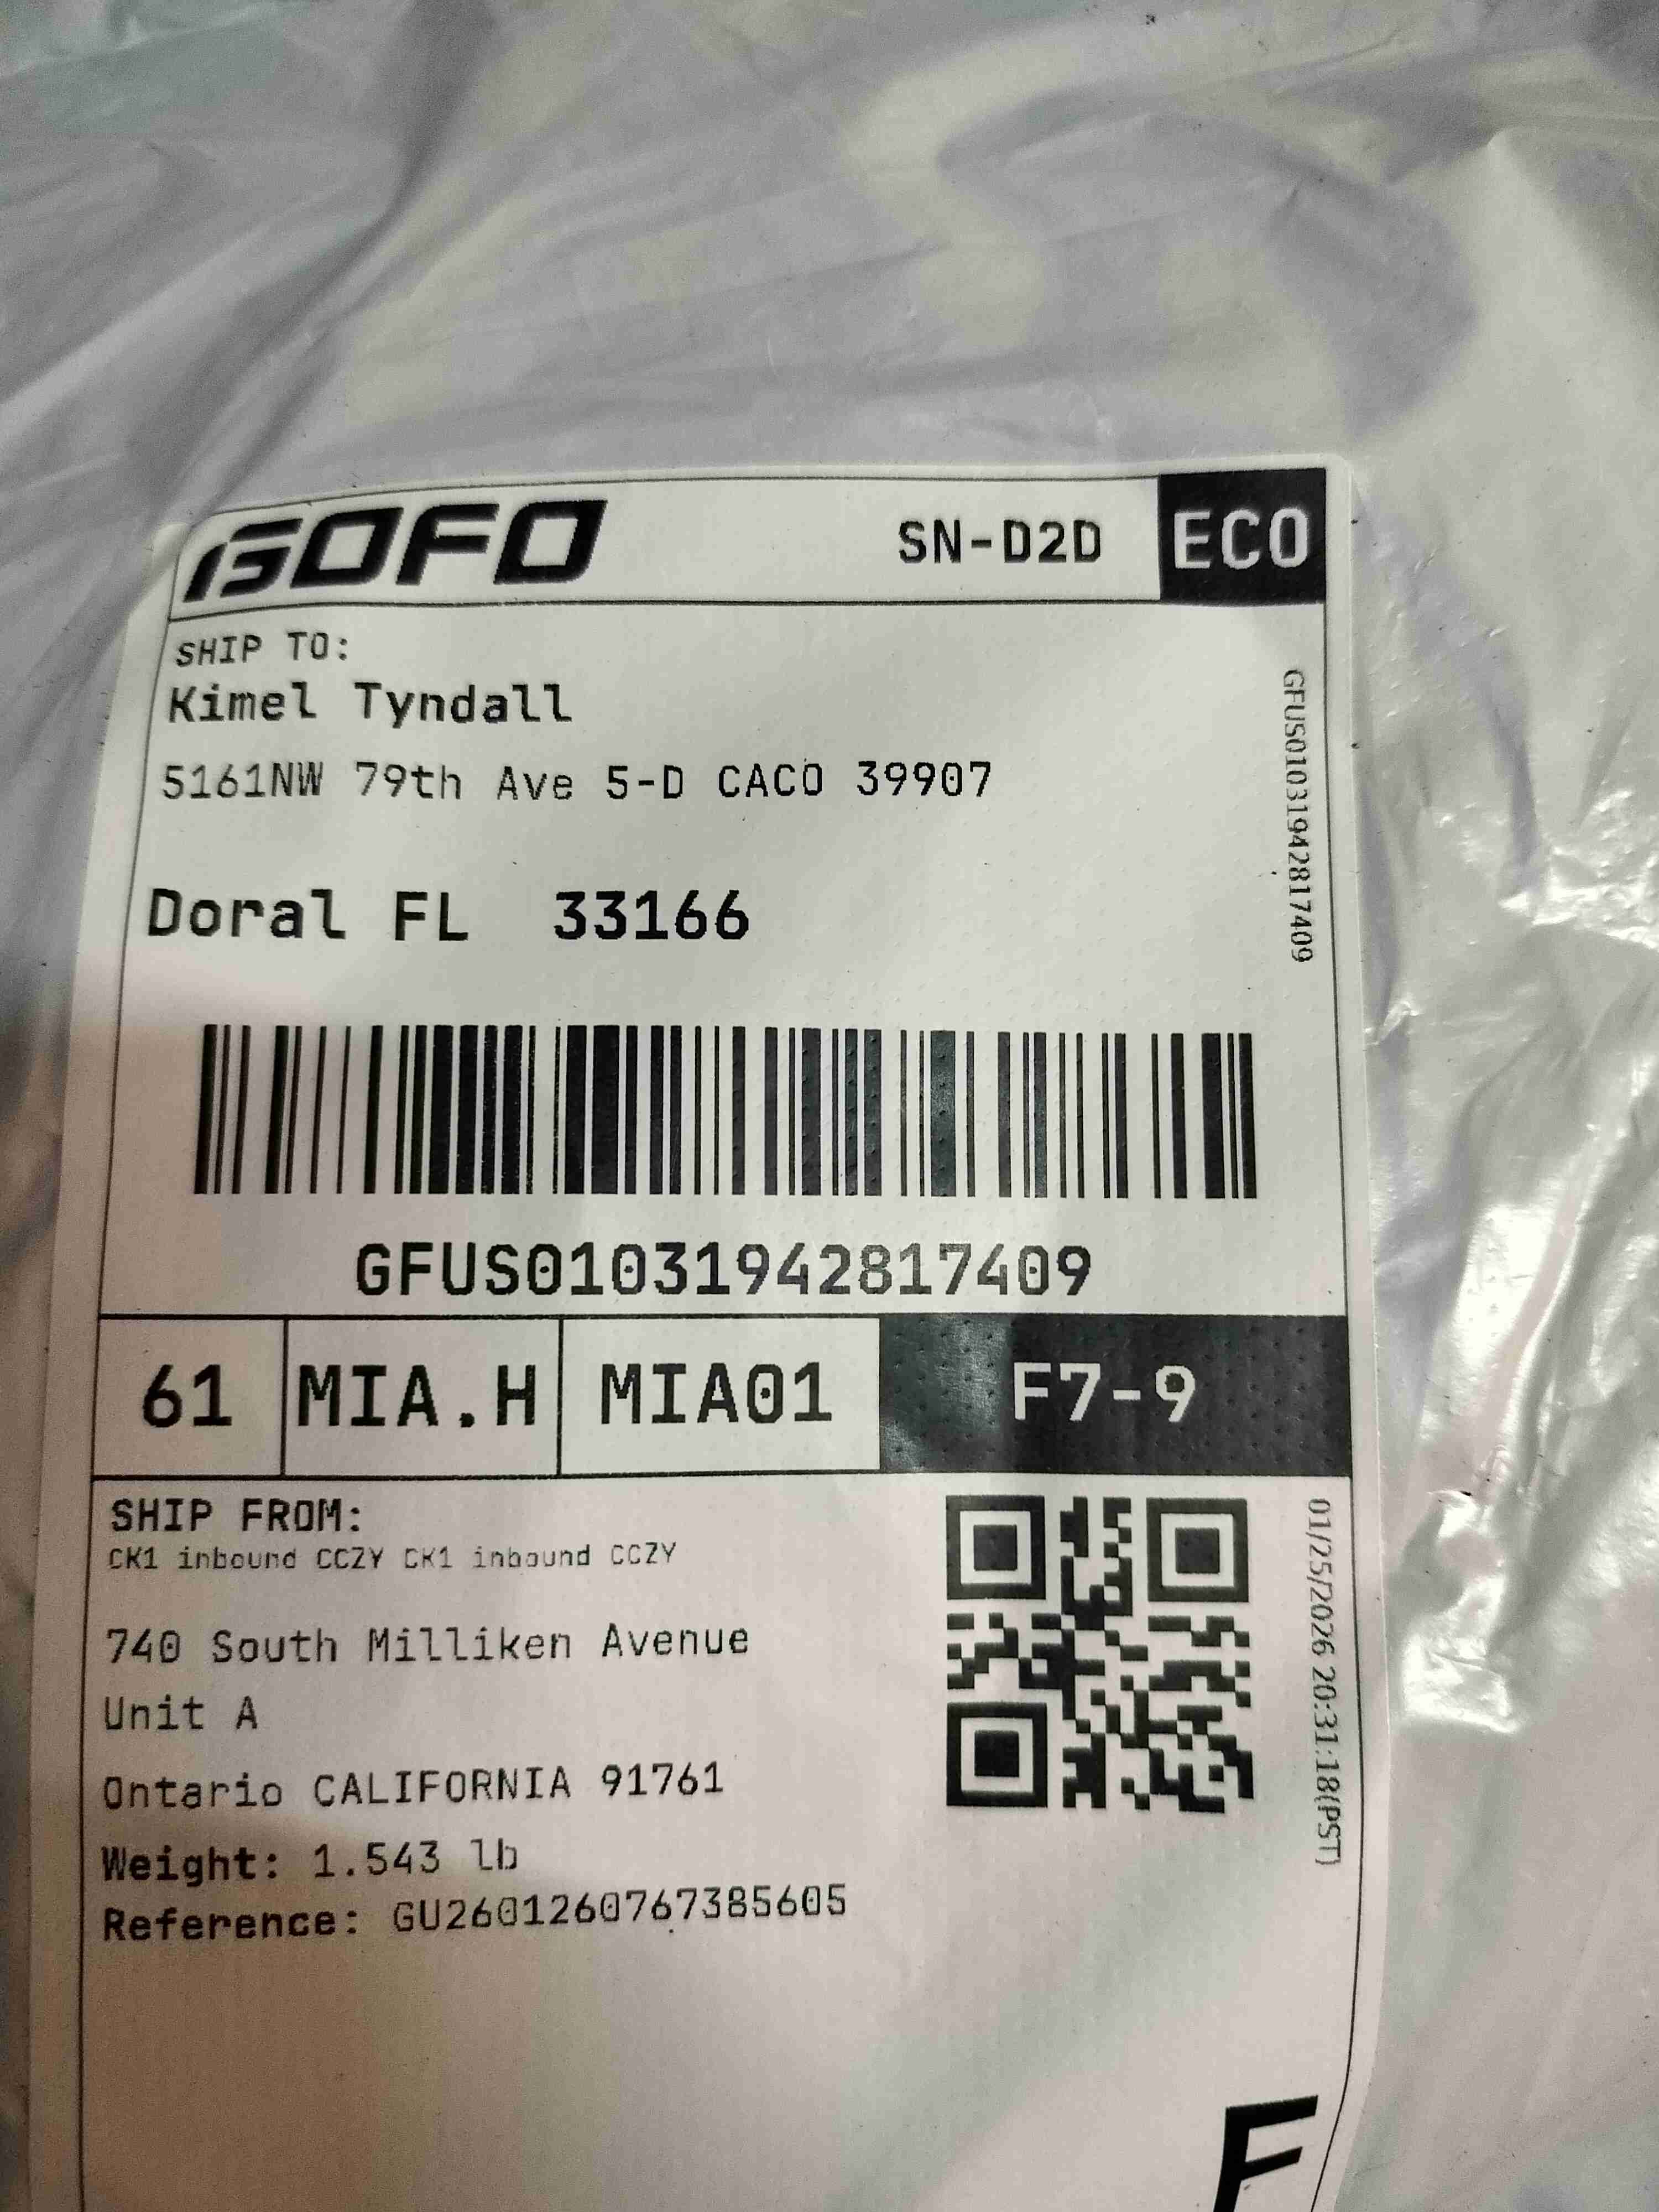 GOFO SN-D2D ECO
SHIP TO:
Kimel Tyndall
5161NW 79th Ave 5-D CACO 39907
Doral FL 33166
GFUS01031942817409
GFUS01031942817409
61 MIA.H MIA01 F7-9
SHIP FROM:
CK1 inbound CCZY CK1 inbound CCZY
740 South Milliken Avenue
Unit A
Ontario CALIFORNIA 91761
Weight: 1.543 lb
Reference: GU2601260767385605
01/25/2026 20:31:18(PST)
F